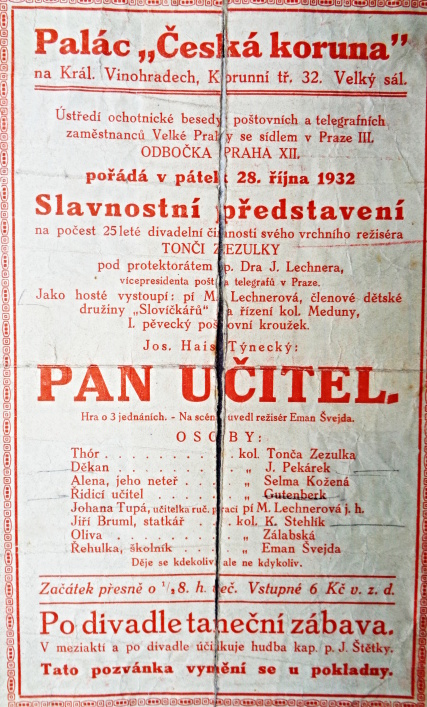 Palác „Česká koruna”
na Král. Vinohradech, Korunní tř. 32. Velký sál.
Ústředí ochotnické besedy poštovních a telegrafních
zaměstnanců Velké Prahy se sídlem v Praze III.
ODBOČKA PRAHA XII.
pořádá v pátek 28. října 1932
Slavnostní představení
na počest 25leté divadelní činnosti svého vrchního režiséra
TONČI ZEZULKY
pod protektorátem p. Dra J. Lechnera,
vicepresidenta pošt a telegrafů v Praze.
Jako hosté vystoupí: pí M. Lechnerová, členové dětské
družiny „Slovíčkářů” za řízení kol. Meduny,
I. pěvecký poštovní kroužek.
Jos. Hais Týnecký:
PAN UČITEL.
Hra o 3 jednáních. - Na scénu uvedl režisér Eman Švejda.
OSOBY:
Thór . . . . . . . . . . kol. Tonča Zezulka
Děkan . . . . . . . . . „ J. Pekárek
Alena, jeho neteř . . . . . „ Selma Kožená
Řídící učitel . . . . . . . „ Gutenberk
Johana Tupá, učitelka ruč. prací pí M. Lechnerová j. h.
Jiří Bruml, statkář . . . . kol. K. Stehlík
Oliva . . . . . . . . . „ Zálabská
Řehulka, školník . . . . . „ Eman Švejda
Děje se kdekoliv, ale ne kdykoliv.
Začátek přesně o ½8. h. več. Vstupné 6 Kč v. z. d.
Po divadle taneční zábava.
V meziaktí a po divadle účinkuje hudba kap. p. J. Štětky.
Tato pozvánka vymění se u pokladny.